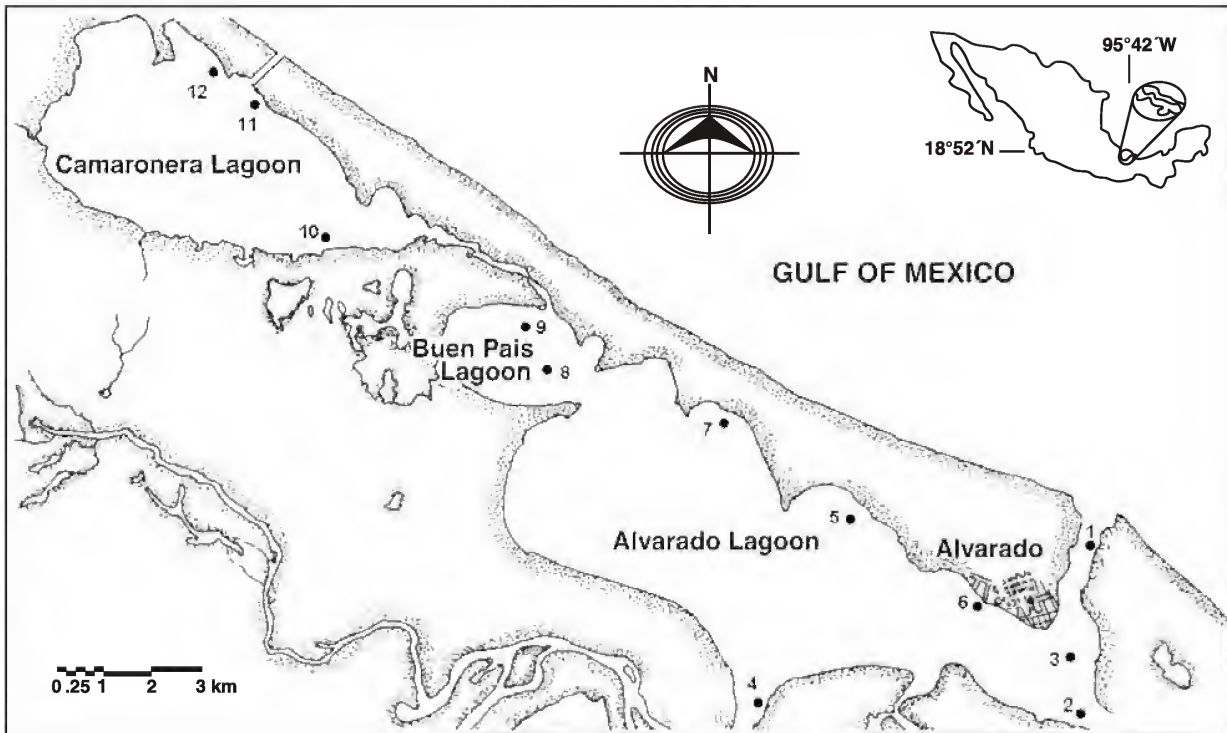 95°42´W
N
12
11
18°52´N
Camaronera Lagoon
10
GULF OF MEXICO
9
Buen Pais
Lagoon
8
7
5
1
Alvarado Lagoon
Alvarado
6
3
4
2
0.25 1 2 3 km